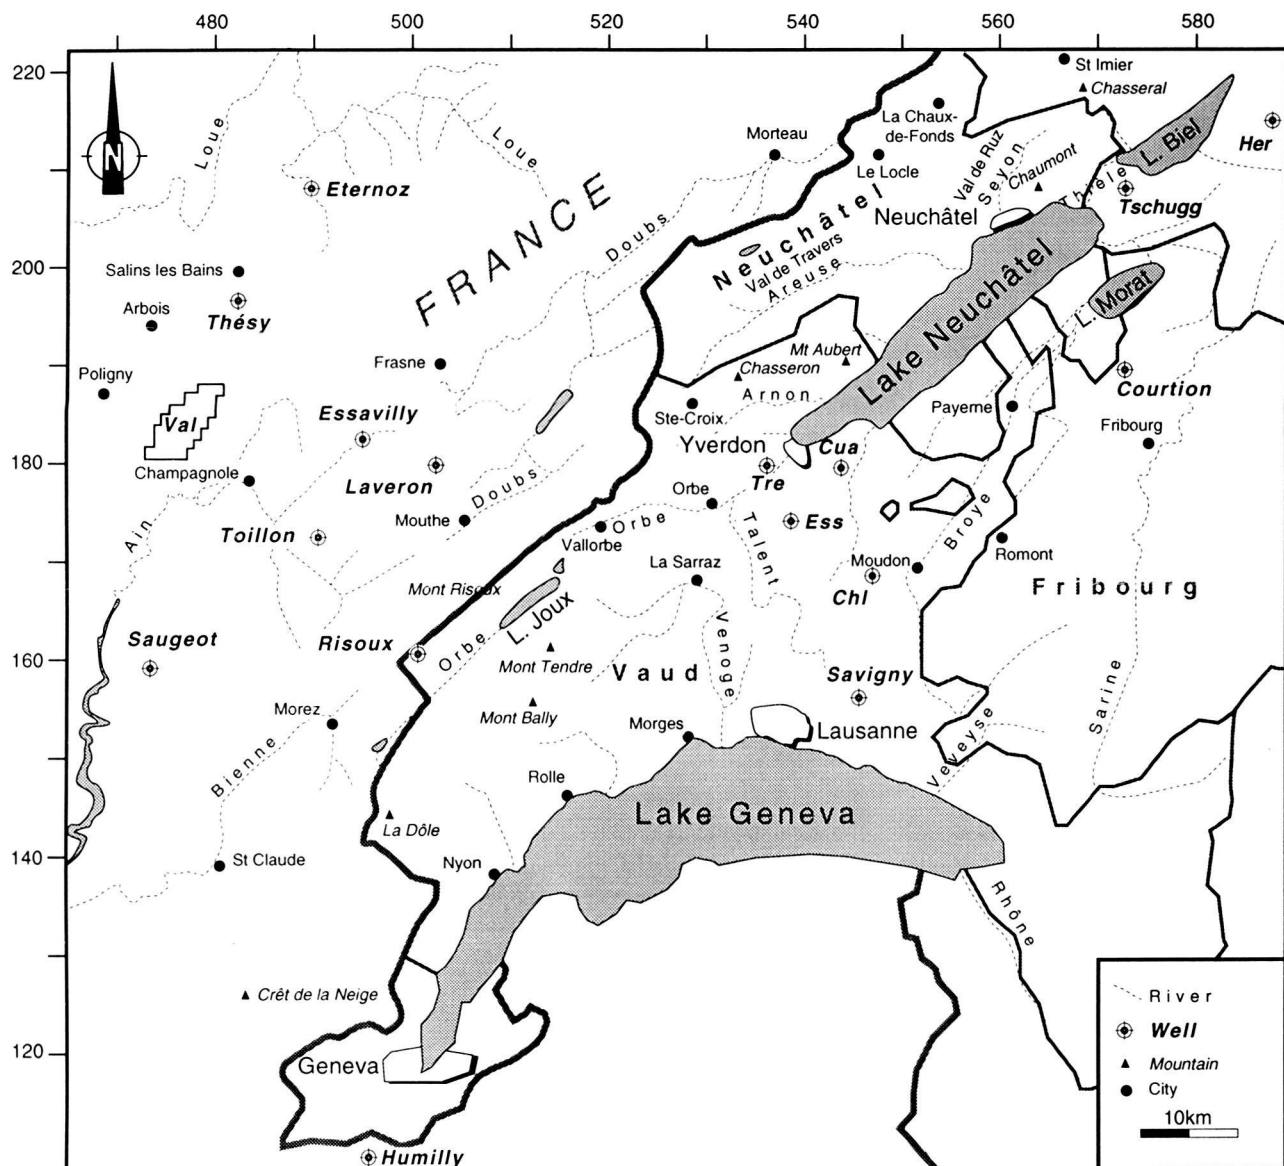 480
500
520
540
560
580
220
200
180
160
140
120
N
St Imier
Chasseral
La Chaux-
de-Fonds
Le Locle
Morteau
Loue
Loue
Eternoz
FRANCE
Doubs
Neuchâtel
Val de Travers
Areuse
Neuchâtel
Val de Ruz
Seyon
Chaumont
Thièle
L. Biel
Her
Tschugg
Salins les Bains
Arbois
Thésy
Poligny
Frasne
Val
Essavilly
Champagnole
Laveron
Doubs
Toillon
Mouthe
Ain
Lake Neuchâtel
L. Morat
Mt Aubert
Chasseron
Arnon
Ste-Croix
Yverdon
Cua
Tre
Payerne
Courtion
Fribourg
Orbe
Orbe
Vallorbe
Ess
Talent
Broye
Moudon
Romont
Chl
La Sarraz
Mont Risoux
L. Joux
Orbe
Saugeot
Risoux
Mont Tendre
Mont Bally
Vaud
Venoge
Fribourg
Savigny
Sarine
Morez
Bienne
Morges
Lausanne
Veveyse
Rolle
Lake Geneva
La Dôle
St Claude
Nyon
Rhône
Crêt de la Neige
Geneva
Humilly
River
Well
Mountain
City
10km